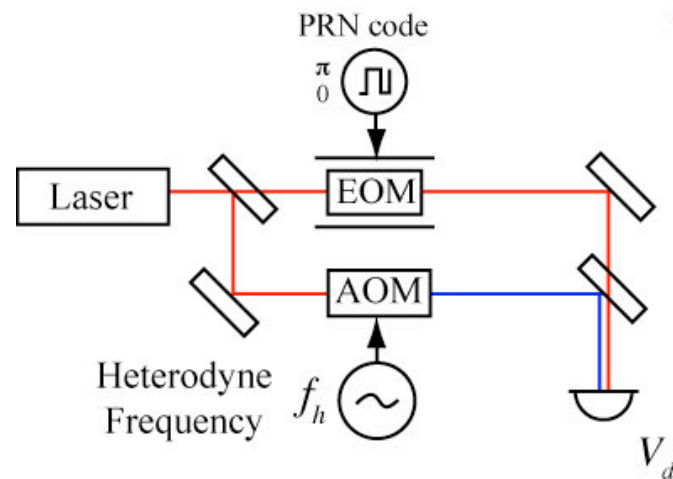 PRN code
π
0
Laser
EOM
AOM
Heterodyne
Frequency
f_h
V_d